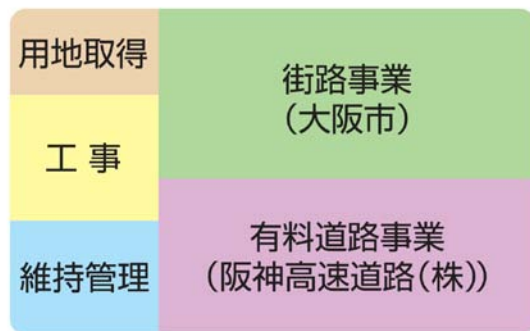 用地取得
工 事
維持管理
街路事業
（大阪市）
有料道路事業
（阪神高速道路（株））